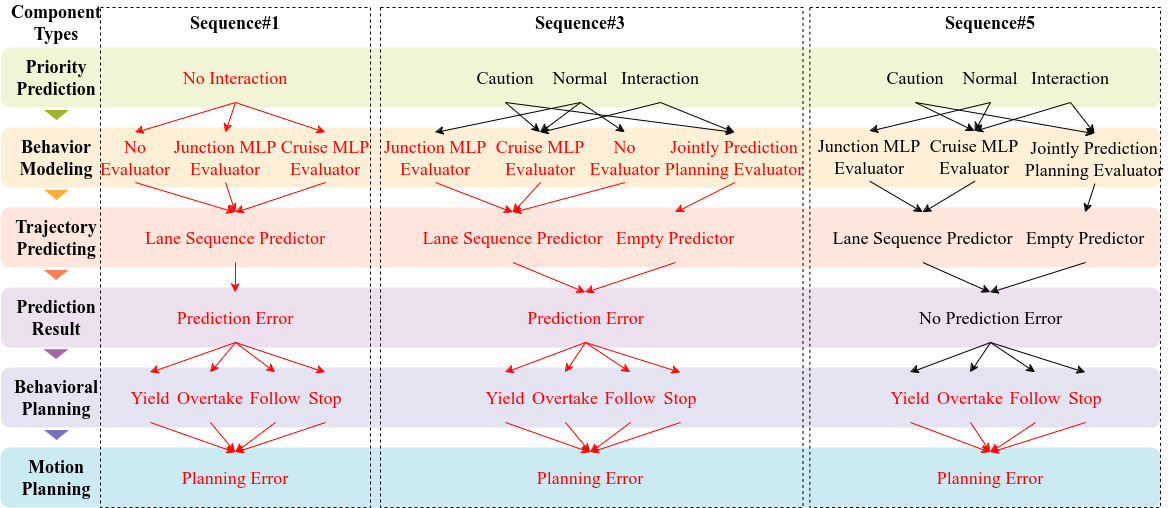 Component
Types
Sequence#1
Sequence#3
Sequence#5
Priority
Prediction
No Interaction
Caution Normal Interaction
Caution Normal Interaction
Behavior
Modeling
No
Evaluator
Junction MLP
Evaluator
Cruise MLP
Evaluator
Junction MLP
Evaluator
Cruise MLP
Evaluator
No
Evaluator
Jointly Prediction
Planning Evaluator
Junction MLP
Evaluator
Cruise MLP
Evaluator
Jointly Prediction
Planning Evaluator
Trajectory
Predicting
Lane Sequence Predictor
Lane Sequence Predictor Empty Predictor
Lane Sequence Predictor Empty Predictor
Prediction
Result
Prediction Error
Prediction Error
No Prediction Error
Behavioral
Planning
Yield Overtake Follow Stop
Yield Overtake Follow Stop
Yield Overtake Follow Stop
Motion
Planning
Planning Error
Planning Error
Planning Error